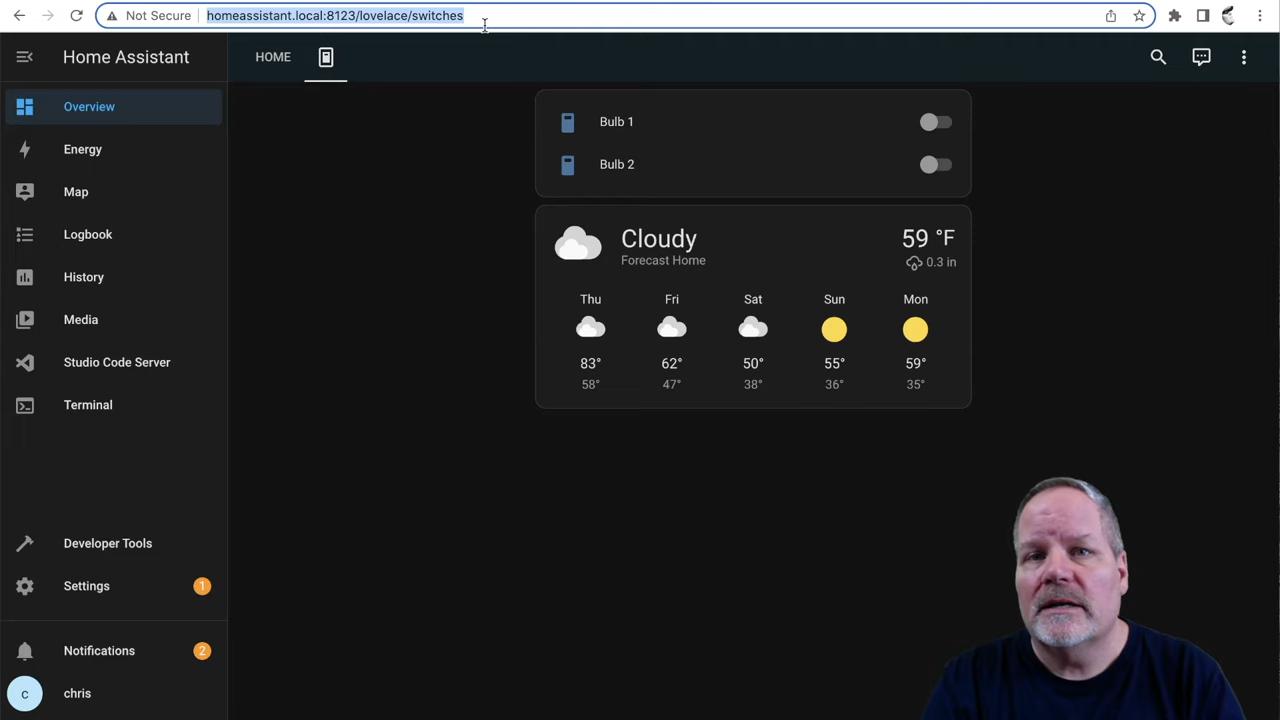 Not Secure homeassistant.local:8123/lovelace/switches
Home Assistant
HOME
Overview
Energy
Map
Logbook
History
Media
Studio Code Server
Terminal
Developer Tools
Settings 1
Notifications 2
c chris
Bulb 1
Bulb 2
Cloudy 59 °F
Forecast Home 0.3 in
Thu Fri Sat Sun Mon
83° 62° 50° 55° 59°
58° 47° 38° 36° 35°